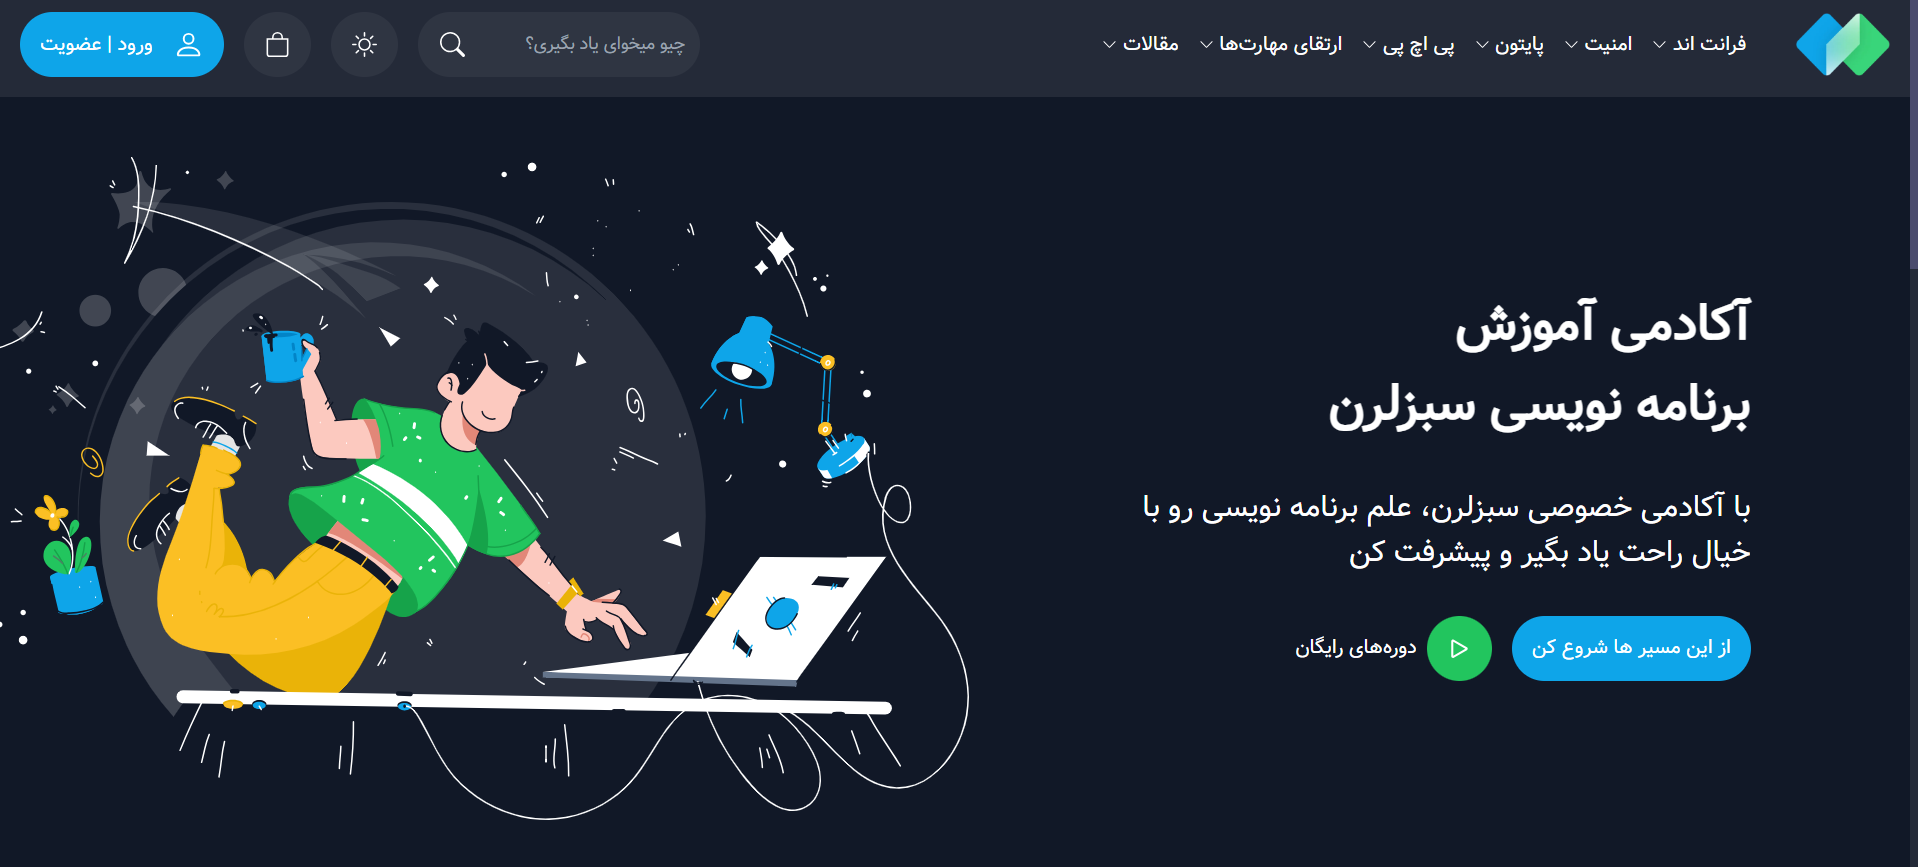 فرانت اند
امنیت
پایتون
پی اچ پی
ارتقای مهارت‌ها
مقالات
چیو میخوای یاد بگیری؟
ورود | عضویت
آکادمی آموزش
برنامه نویسی سبزلرن
با آکادمی خصوصی سبزلرن، علم برنامه نویسی رو با
خیال راحت یاد بگیر و پیشرفت کن
از این مسیر ها شروع کن
دوره‌های رایگان